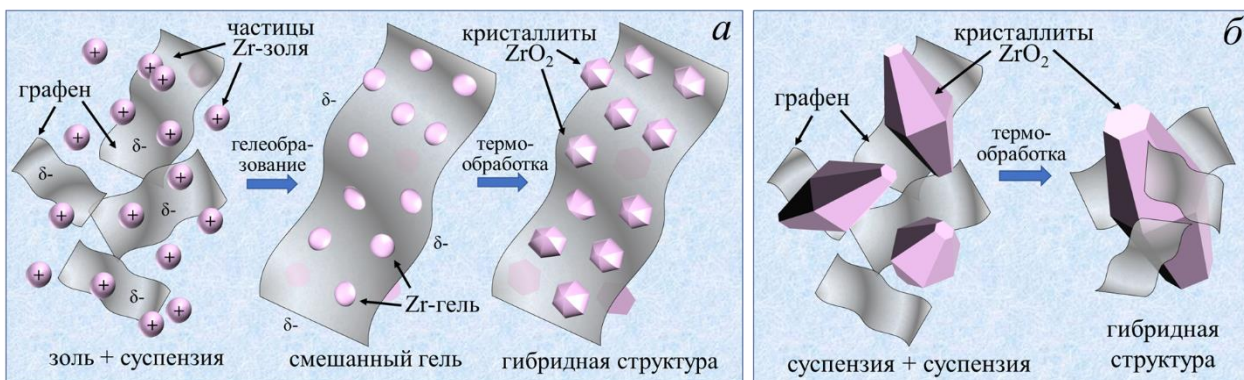 частицы
Zr-золя
графен
δ-
δ-
δ-
δ-
+
+
+
+
+
+
+
+
+
+
+
+
+
+
золь + суспензия
гелеобра-
зование
δ-
δ-
δ-
Zr-гель
смешанный гель
термо-
обработка
кристаллиты
ZrO₂
а
гибридная структура
графен
кристаллиты
ZrO₂
б
суспензия + суспензия
термо-
обработка
гибридная
структура